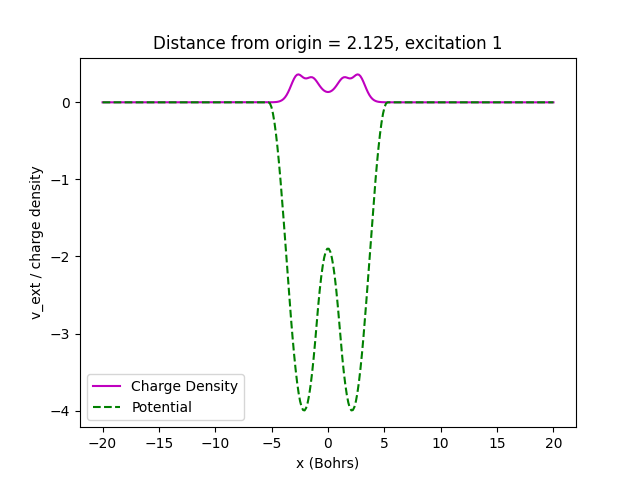 Distance from origin = 2.125, excitation 1
v_ext / charge density
0
−1
−2
−3
−4
Charge Density
Potential
−20
−15
−10
−5
0
5
10
15
20
x (Bohrs)